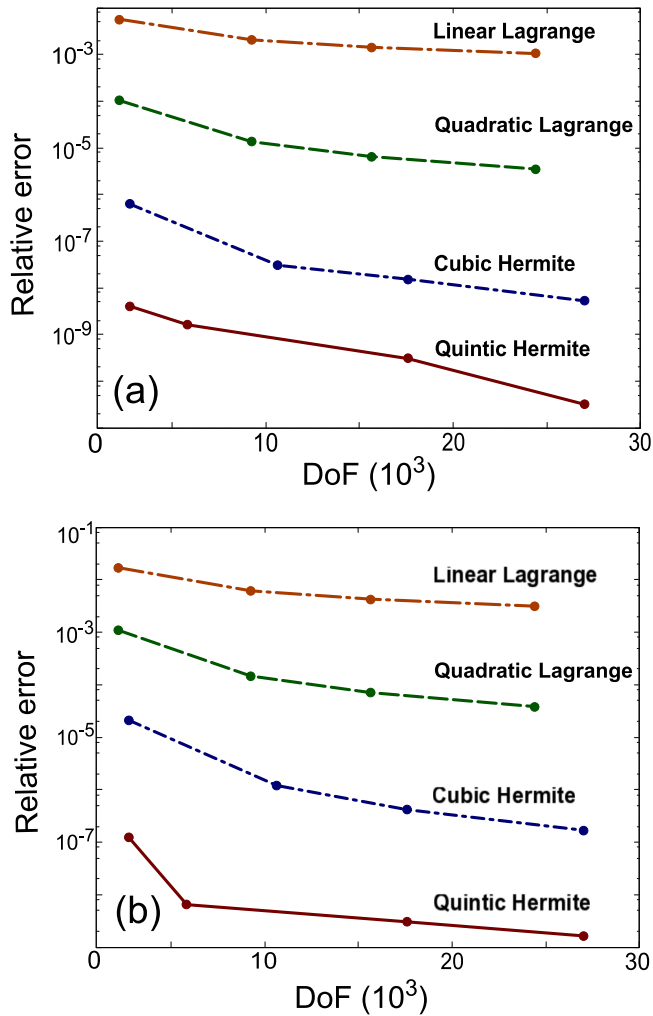 Linear Lagrange
10⁻³
Quadratic Lagrange
10⁻⁵
Relative error
10⁻⁷
Cubic Hermite
10⁻⁹
Quintic Hermite
(a)
0 10 20 30
DoF (10³)
10⁻¹
Linear Lagrange
10⁻³
Quadratic Lagrange
Relative error
10⁻⁵
Cubic Hermite
10⁻⁷
Quintic Hermite
(b)
0 10 20 30
DoF (10³)